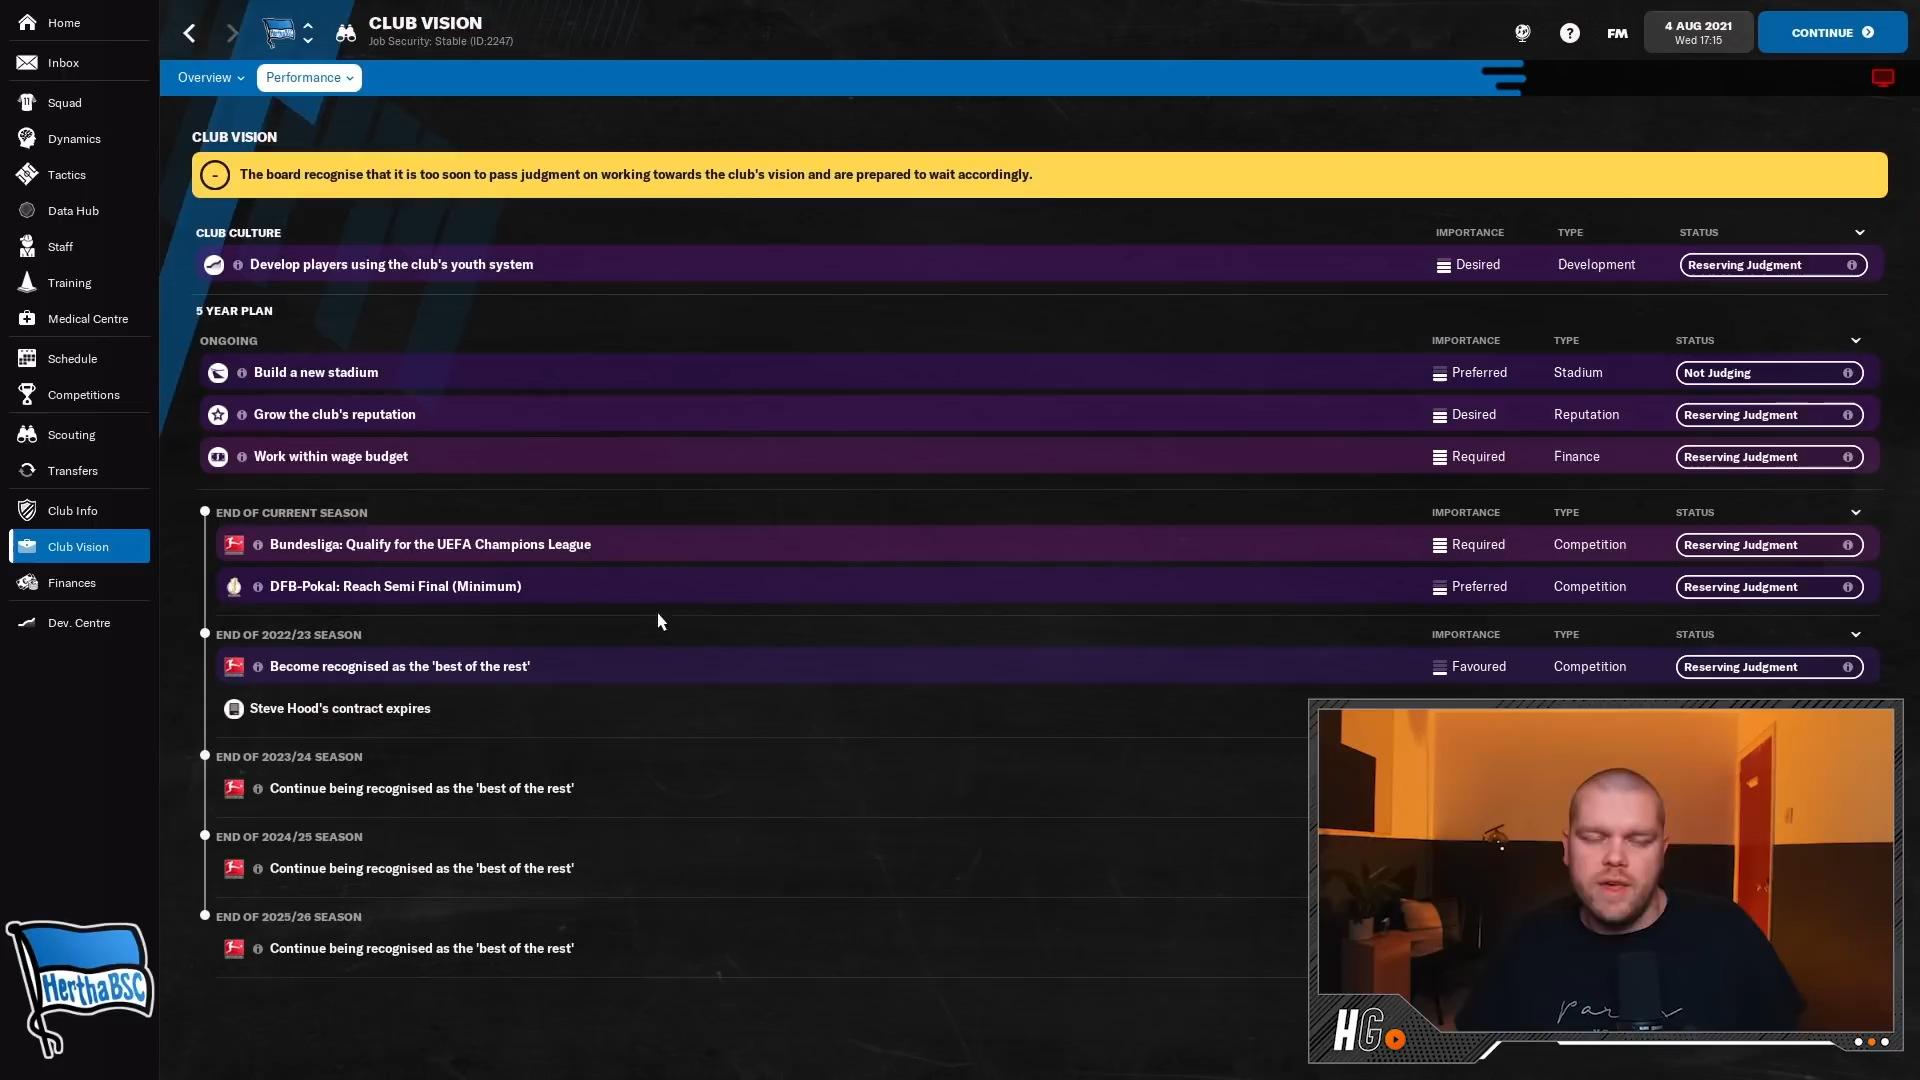 Home
Inbox
Squad
Dynamics
Tactics
Data Hub
Staff
Training
Medical Centre
Schedule
Competitions
Scouting
Transfers
Club Info
Club Vision
Finances
Dev. Centre
HerthaBSC
CLUB VISION
Job Security: Stable (ID:2247)
? FM
4 AUG 2021
Wed 17:15
CONTINUE
Overview
Performance
CLUB VISION
- The board recognise that it is too soon to pass judgment on working towards the club's vision and are prepared to wait accordingly.
CLUB CULTURE IMPORTANCE TYPE STATUS
Develop players using the club's youth system Desired Development Reserving Judgment
5 YEAR PLAN
ONGOING IMPORTANCE TYPE STATUS
Build a new stadium Preferred Stadium Not Judging
Grow the club's reputation Desired Reputation Reserving Judgment
Work within wage budget Required Finance Reserving Judgment
END OF CURRENT SEASON IMPORTANCE TYPE STATUS
Bundesliga: Qualify for the UEFA Champions League Required Competition Reserving Judgment
DFB-Pokal: Reach Semi Final (Minimum) Preferred Competition Reserving Judgment
END OF 2022/23 SEASON IMPORTANCE TYPE STATUS
Become recognised as the 'best of the rest' Favoured Competition Reserving Judgment
Steve Hood's contract expires
END OF 2023/24 SEASON
Continue being recognised as the 'best of the rest'
END OF 2024/25 SEASON
Continue being recognised as the 'best of the rest'
END OF 2025/26 SEASON
Continue being recognised as the 'best of the rest'
HG